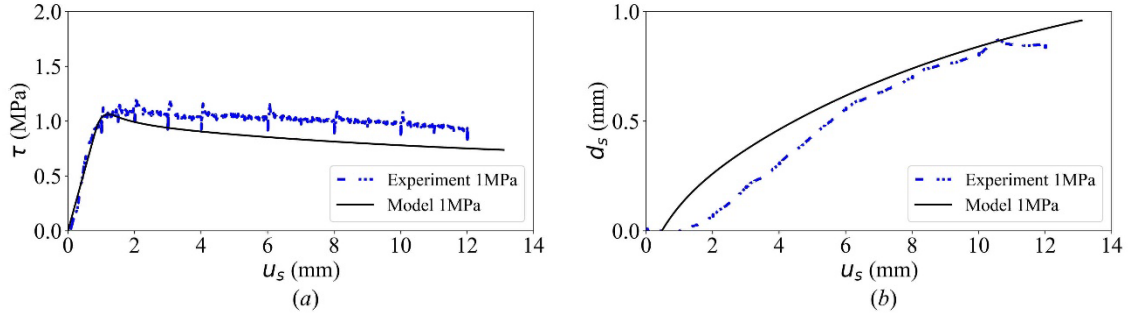 2.0
1.5
1.0
0.5
0.0
τ (MPa)
Experiment 1MPa
Model 1MPa
0 2 4 6 8 10 12 14
u_s (mm)
(a)
1.0
0.5
0.0
d_s (mm)
Experiment 1MPa
Model 1MPa
0 2 4 6 8 10 12 14
u_s (mm)
(b)